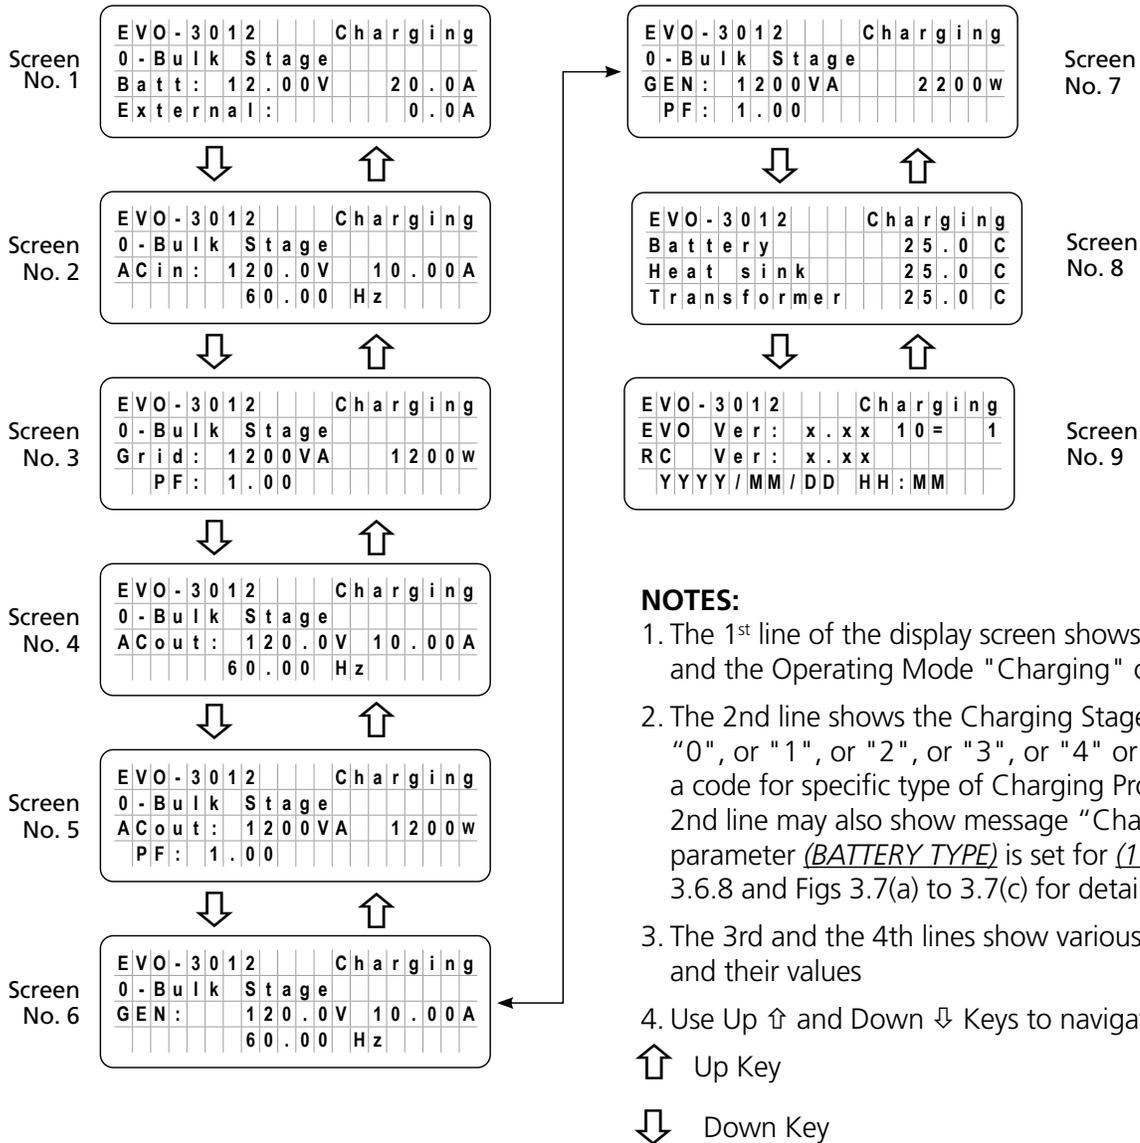 Screen No. 1
EVO-3012 Charging
0-Bulk Stage
Batt: 12.00V 20.0A
External: 0.0A
Screen No. 2
EVO-3012 Charging
0-Bulk Stage
ACin: 120.0V 10.00A
60.00 Hz
Screen No. 3
EVO-3012 Charging
0-Bulk Stage
Grid: 1200VA 1200W
PF: 1.00
Screen No. 4
EVO-3012 Charging
0-Bulk Stage
ACout: 120.0V 10.00A
60.00 Hz
Screen No. 5
EVO-3012 Charging
0-Bulk Stage
ACout: 1200VA 1200W
PF: 1.00
Screen No. 6
EVO-3012 Charging
0-Bulk Stage
GEN: 120.0V 10.00A
60.00 Hz
Screen No. 7
EVO-3012 Charging
0-Bulk Stage
GEN: 1200VA 2200W
PF: 1.00
Screen No. 8
EVO-3012 Charging
Battery 25.0 C
Heat sink 25.0 C
Transformer 25.0 C
Screen No. 9
EVO-3012 Charging
EVO Ver: x.xx 10= 1
RC Ver: x.xx
YYYY/MM/DD HH:MM
NOTES:
1. The 1st line of the display screen shows
and the Operating Mode "Charging"
2. The 2nd line shows the Charging Stage
“0", or "1", or "2", or "3", or "4" or
a code for specific type of Charging
2nd line may also show message
parameter (BATTERY TYPE) is set for
3.6.8 and Figs 3.7(a) to 3.7(c) for
3. The 3rd and the 4th lines show various
and their values
4. Use Up ⇧ and Down ⇩ Keys to
⇧ Up Key
⇩ Down Key